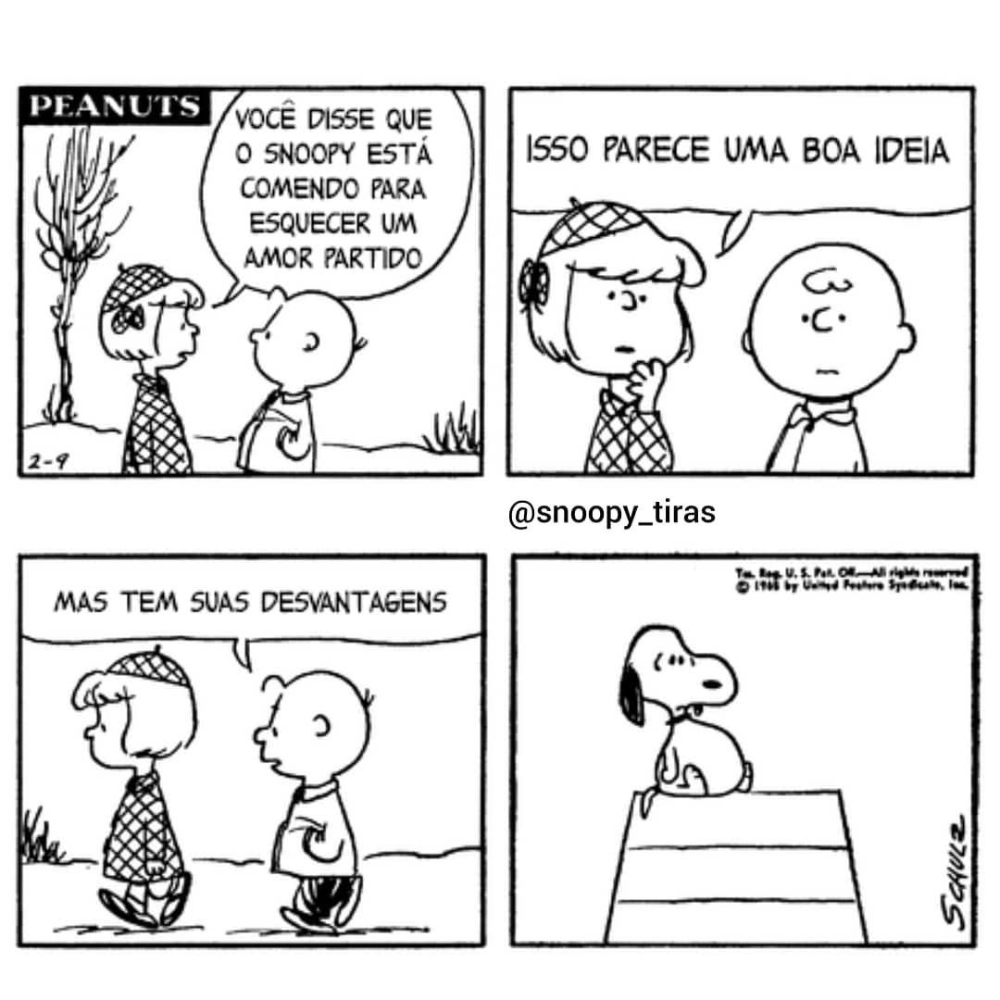 PEANUTS
VOCÊ DISSE QUE
O SNOOPY ESTÁ
COMENDO PARA
ESQUECER UM
AMOR PARTIDO
2-9
ISSO PARECE UMA BOA IDEIA
@snoopy_tiras
MAS TEM SUAS DESVANTAGENS
Tm. Reg. U. S. Pat. Off.—All rights reserved
© 1968 by United Feature Syndicate, Inc.
SCHULZ